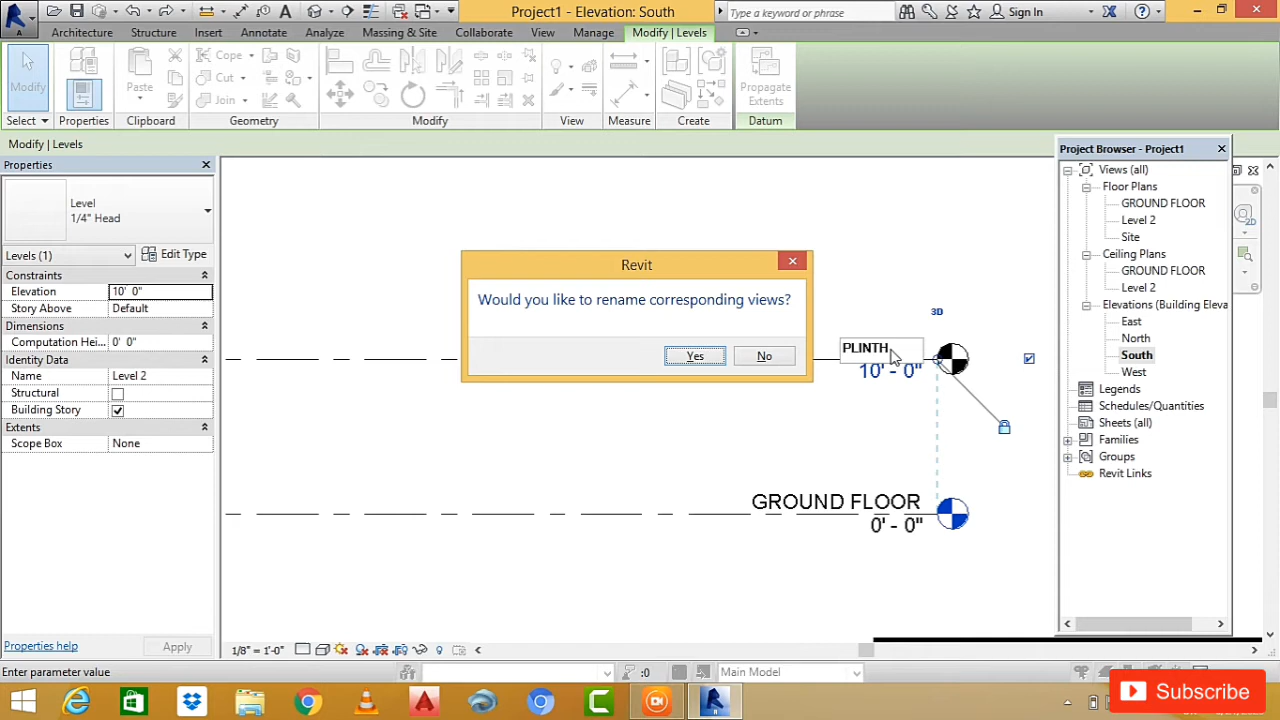 Project1 - Elevation: South
Type a keyword or phrase
Sign In
Architecture Structure Insert Annotate Analyze Massing & Site Collaborate View Manage Modify | Levels
Modify
Paste
Cope
Cut
Join
Propagate
Extents
Select Properties Clipboard Geometry Modify View Measure Create Datum
Modify | Levels
Properties
Level
1/4" Head
Levels (1)
Edit Type
Constraints
Elevation 10' 0"
Story Above Default
Dimensions
Computation Hei... 0' 0"
Identity Data
Name Level 2
Structural
Building Story
Extents
Scope Box None
Properties help
Apply
Revit
Would you like to rename corresponding views?
Yes
No
3D
PLINTH
10' - 0"
GROUND FLOOR
0' - 0"
Project Browser - Project1
Views (all)
Floor Plans
GROUND FLOOR
Level 2
Site
Ceiling Plans
GROUND FLOOR
Level 2
Elevations (Building Eleva
East
North
South
West
Legends
Schedules/Quantities
Sheets (all)
Families
Groups
Revit Links
2D
1/8" = 1'-0"
Enter parameter value
:0
Main Model
Subscribe